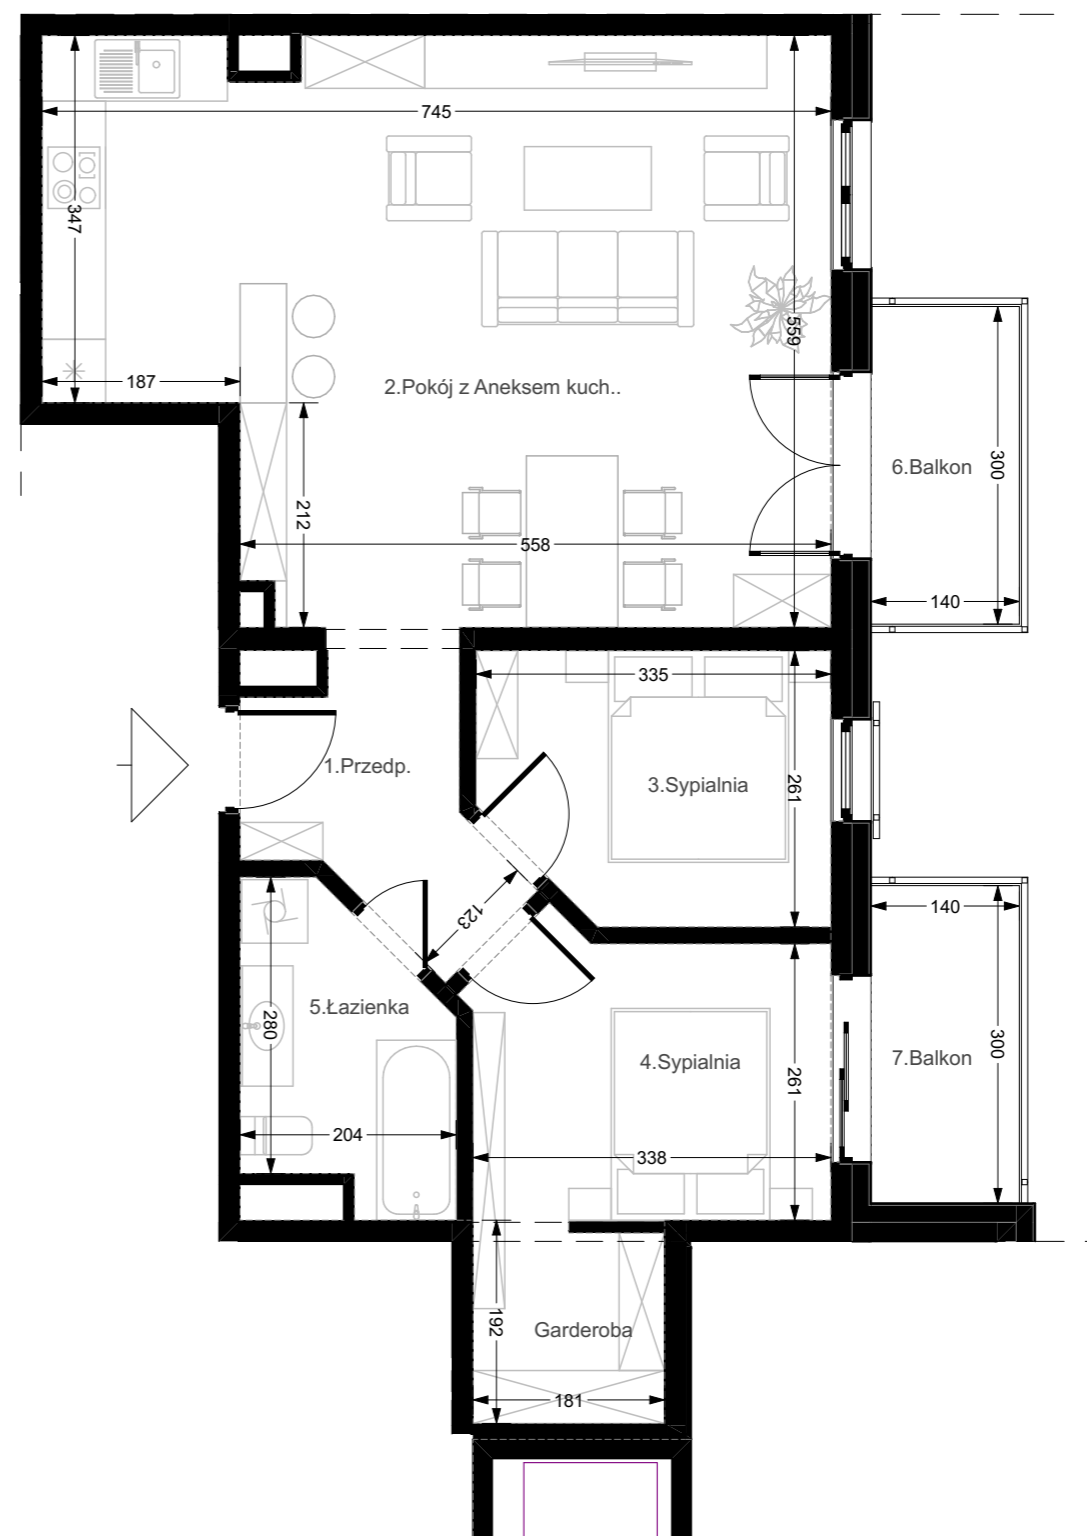 745
347
559
187
2.Pokój z Aneksem kuch..
6.Balkon
300
212
558
140
335
1.Przedp.
3.Sypialnia
261
140
123
5.Łazienka
280
4.Sypialnia
261
7.Balkon
300
204
338
192
Garderoba
181